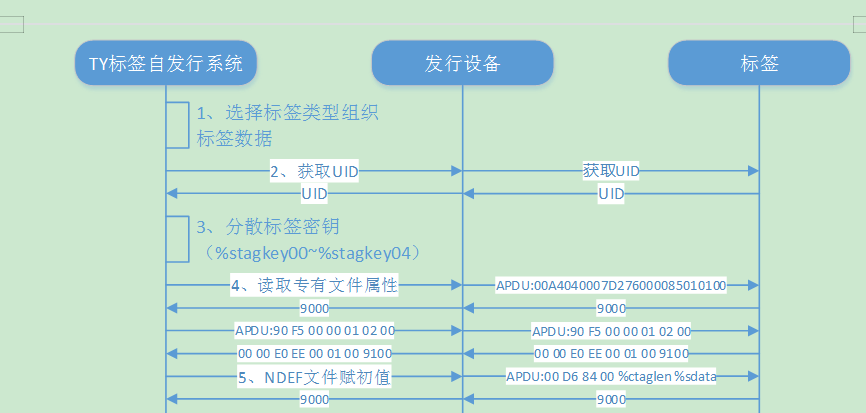 TY标签自发行系统
发行设备
标签
1、选择标签类型组织
标签数据
2、获取UID
获取UID
UID
UID
3、分散标签密钥
（%stagkey00~%stagkey04）
4、读取专有文件属性
APDU:00A4040007D276000085010100
9000
9000
APDU:90 F5 00 00 01 02 00
APDU:90 F5 00 00 01 02 00
00 00 E0 EE 00 01 00 9100
00 00 E0 EE 00 01 00 9100
5、NDEF文件赋初值
APDU:00 D6 84 00 %ctaglen %sdata
9000
9000